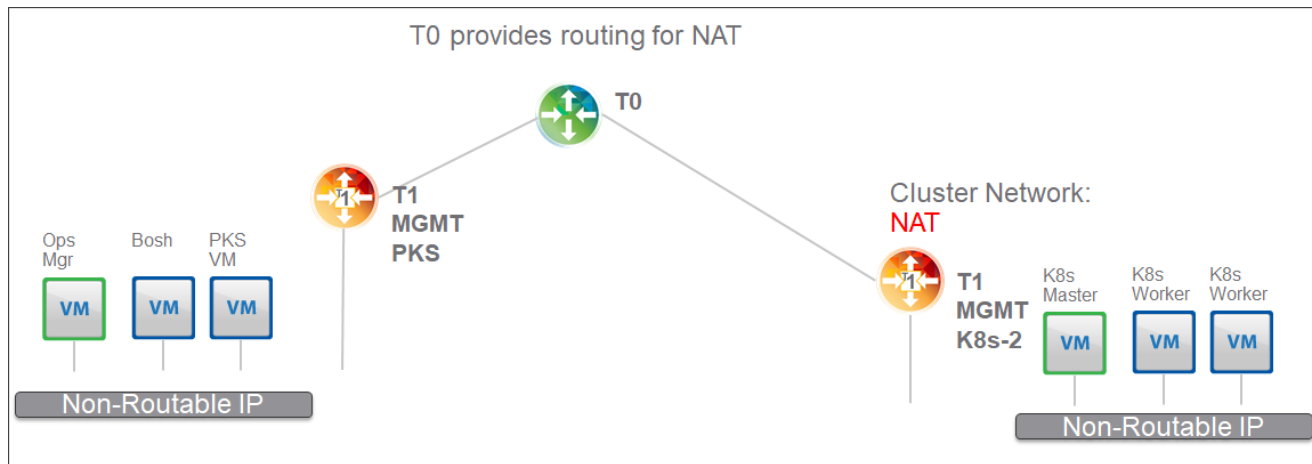 T0 provides routing for NAT
T0
T1
T1
MGMT
PKS
Ops
Mgr
Bosh
PKS
VM
VM
VM
VM
Non-Routable IP
Cluster Network:
NAT
T1
T1
MGMT
K8s-2
K8s
Master
K8s
Worker
K8s
Worker
VM
VM
VM
Non-Routable IP